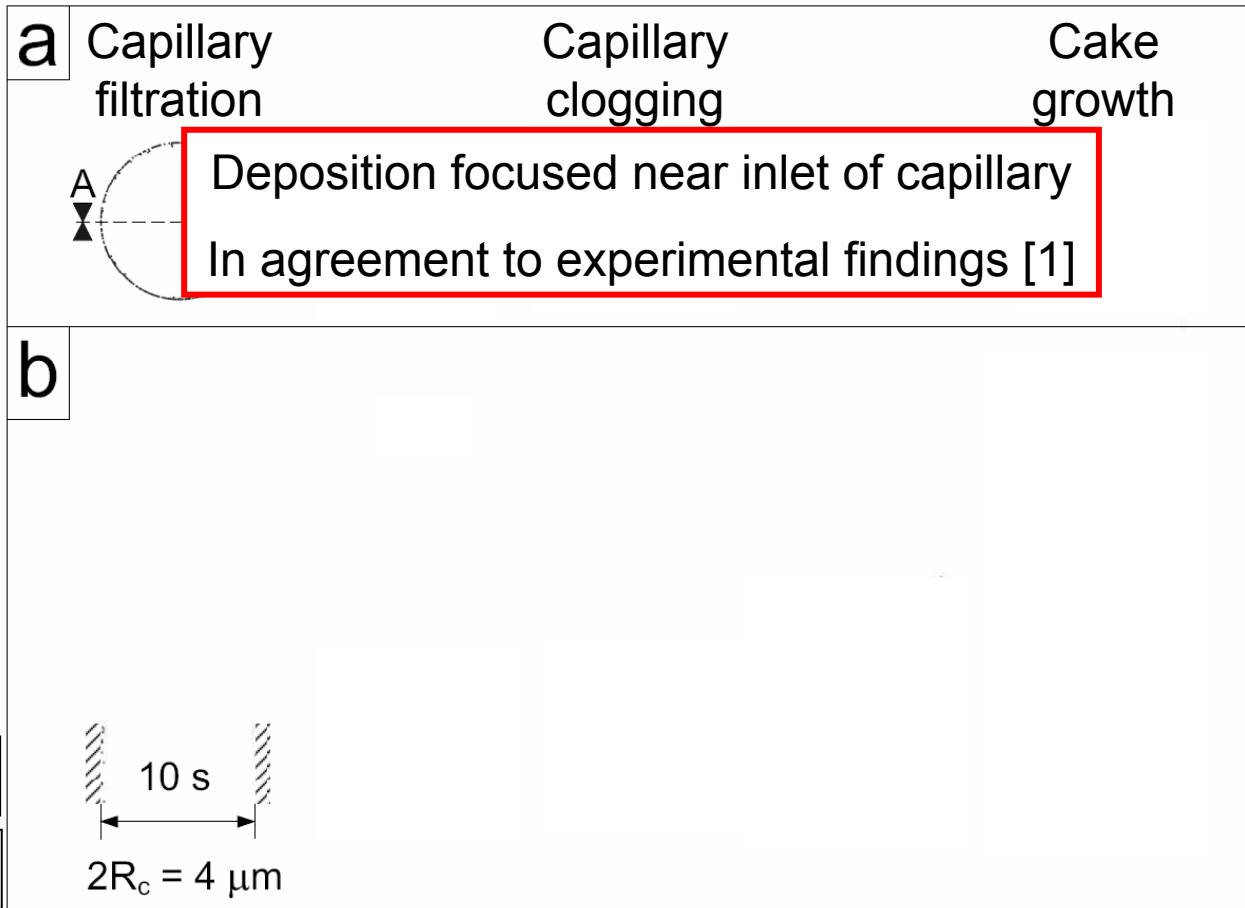 a
Capillary filtration
Capillary clogging
Cake growth
A
Deposition focused near inlet of capillary
In agreement to experimental findings [1]
b
10 s
2R꜀ = 4 μm